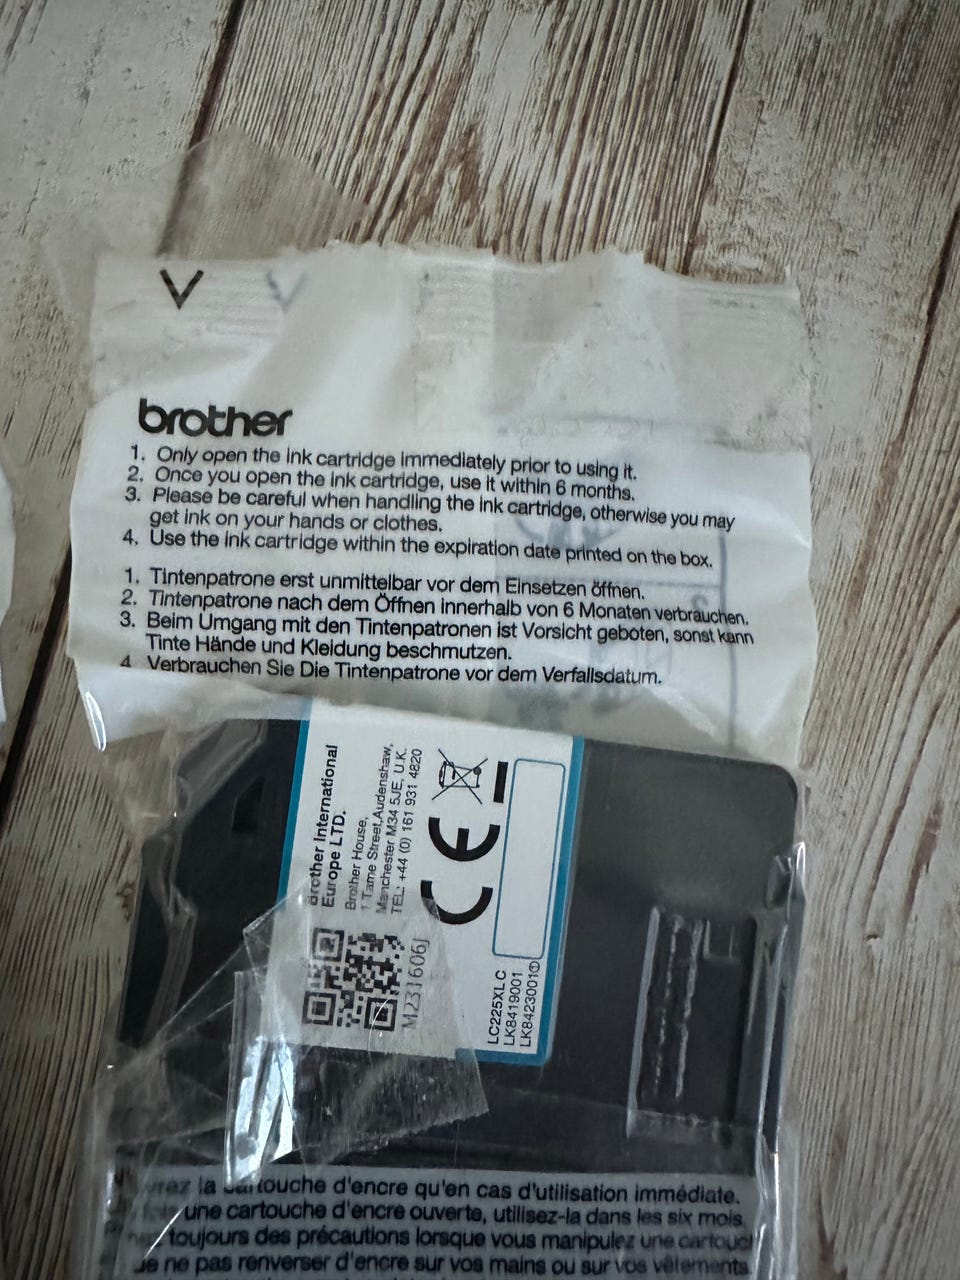 brother
1. Only open the ink cartridge immediately prior to using it.
2. Once you open the ink cartridge, use it within 6 months.
3. Please be careful when handling the ink cartridge, otherwise you may
get ink on your hands or clothes.
4. Use the ink cartridge within the expiration date printed on the box.
1. Tintenpatrone erst unmittelbar vor dem Einsetzen öffnen.
2. Tintenpatrone nach dem Öffnen innerhalb von 6 Monaten verbrauchen.
3. Beim Umgang mit den Tintenpatronen ist Vorsicht geboten, sonst kann
Tinte Hände und Kleidung beschmutzen.
4 Verbrauchen Sie Die Tintenpatrone vor dem Verfallsdatum.
Brother International
Europe LTD.
Brother House,
1 Tame Street,Audenshaw,
Manchester M34 5JE, U.K.
TEL: +44 (0) 161 931 4820
CE
M231606J
LC225XL C
LK8419001
LK8423001①
la cartouche d'encre qu'en cas d'utilisation immédiate.
une cartouche d'encre ouverte, utilisez-la dans les six mois.
toujours des précautions lorsque vous manipulez une
de ne pas renverser d'encre sur vos mains ou sur vos vêtements.